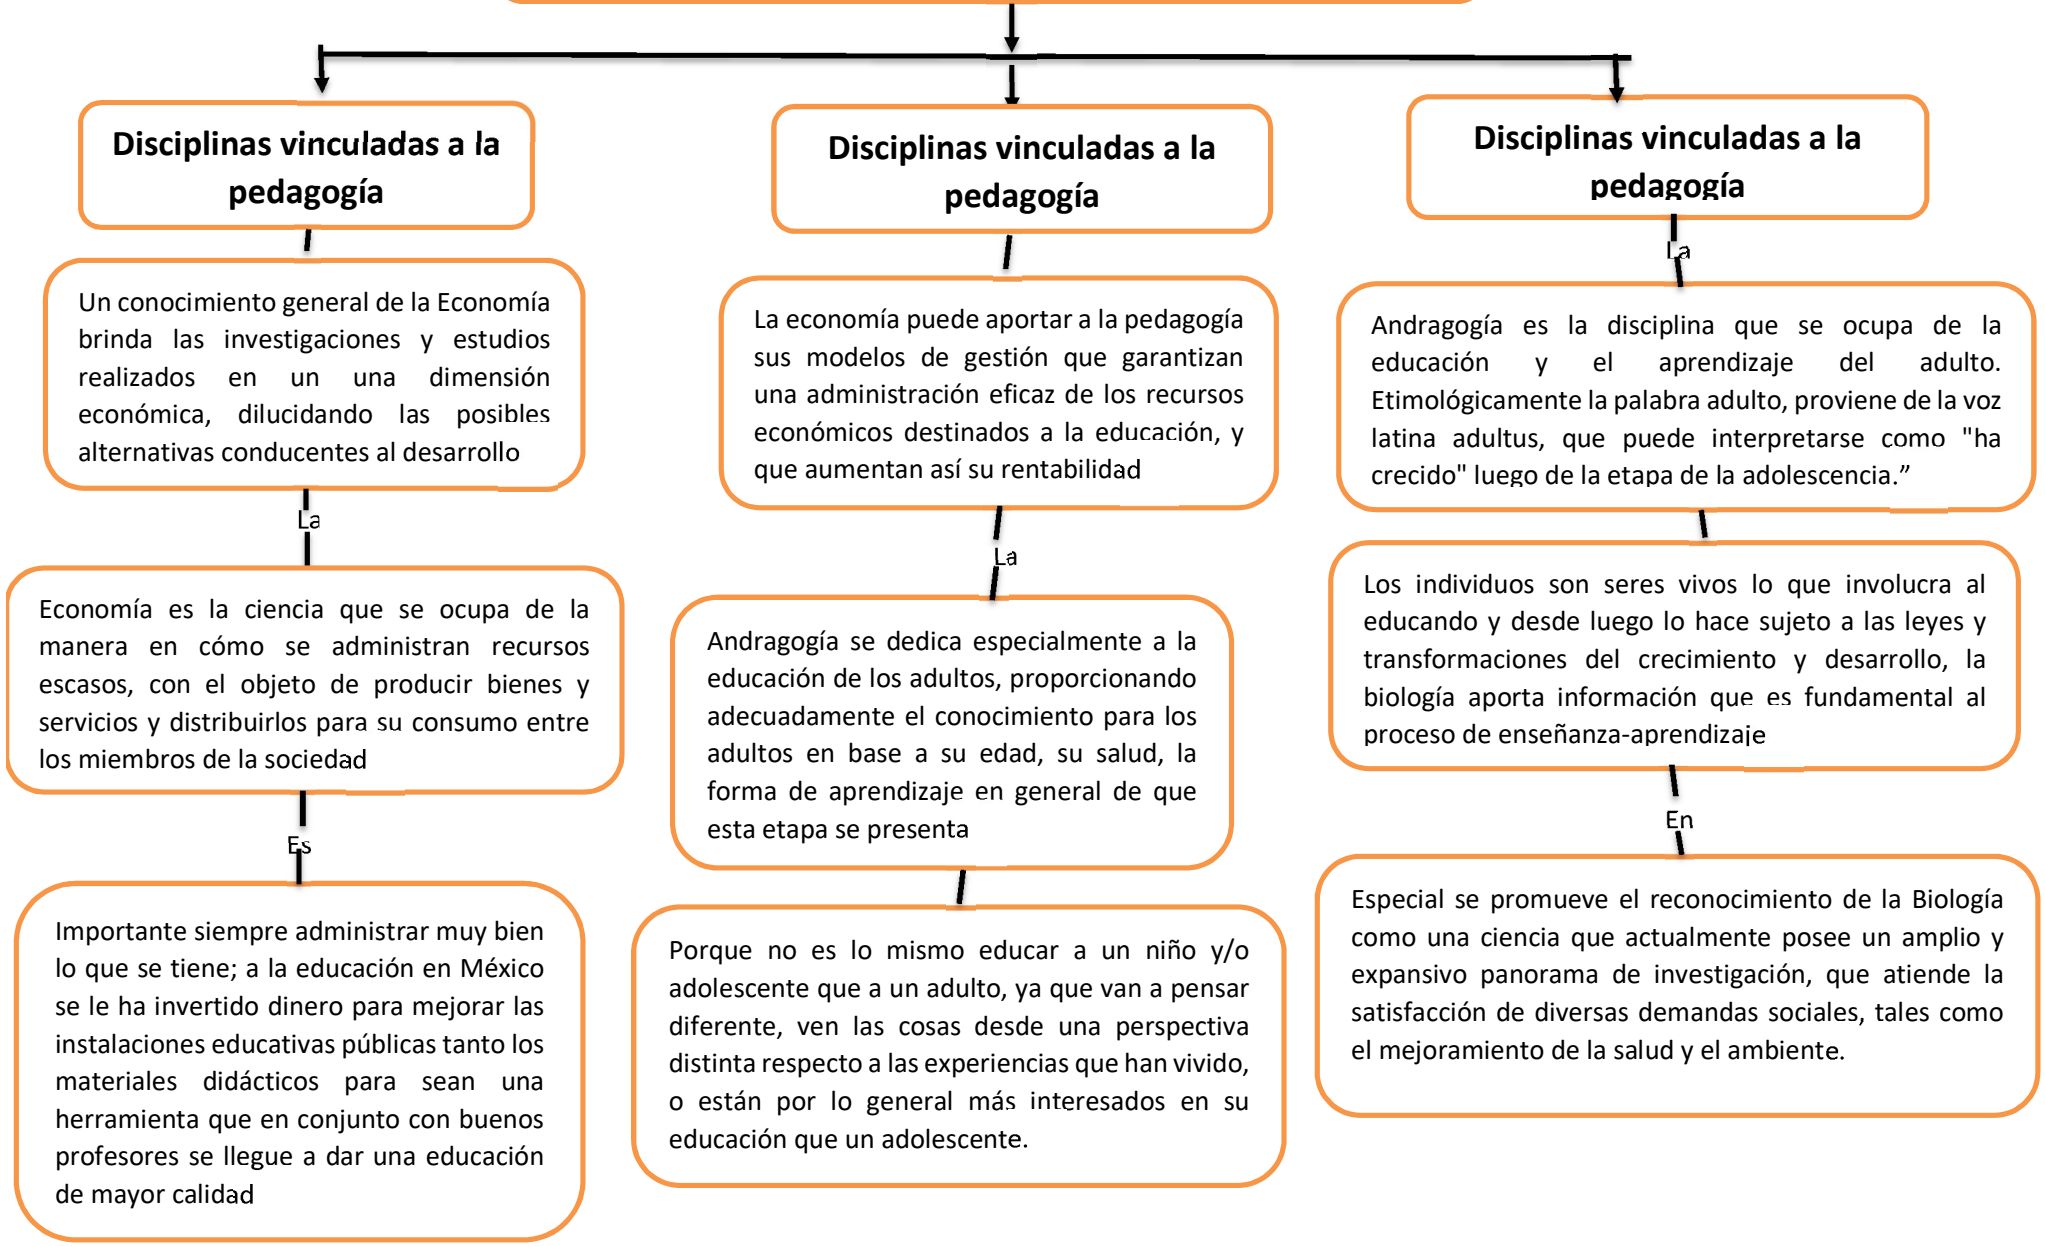 Disciplinas vinculadas a la
pedagogía
Un conocimiento general de la Economía
brinda las investigaciones y estudios
realizados en un una dimensión
económica, dilucidando las posibles
alternativas conducentes al desarrollo
La
Economía es la ciencia que se ocupa de la
manera en cómo se administran recursos
escasos, con el objeto de producir bienes y
servicios y distribuirlos para su consumo entre
los miembros de la sociedad
Es
Importante siempre administrar muy bien
lo que se tiene; a la educación en México
se le ha invertido dinero para mejorar las
instalaciones educativas públicas tanto los
materiales didácticos para sean una
herramienta que en conjunto con buenos
profesores se llegue a dar una educación
de mayor calidad
Disciplinas vinculadas a la
pedagogía
La economía puede aportar a la pedagogía
sus modelos de gestión que garantizan
una administración eficaz de los recursos
económicos destinados a la educación, y
que aumentan así su rentabilidad
La
Andragogía se dedica especialmente a la
educación de los adultos, proporcionando
adecuadamente el conocimiento para los
adultos en base a su edad, su salud, la
forma de aprendizaje en general de que
esta etapa se presenta
Porque no es lo mismo educar a un niño y/o
adolescente que a un adulto, ya que van a pensar
diferente, ven las cosas desde una perspectiva
distinta respecto a las experiencias que han vivido,
o están por lo general más interesados en su
educación que un adolescente.
Disciplinas vinculadas a la
pedagogía
La
Andragogía es la disciplina que se ocupa de la
educación y el aprendizaje del adulto.
Etimológicamente la palabra adulto, proviene de la voz
latina adultus, que puede interpretarse como "ha
crecido" luego de la etapa de la adolescencia.”
Los individuos son seres vivos lo que involucra al
educando y desde luego lo hace sujeto a las leyes y
transformaciones del crecimiento y desarrollo, la
biología aporta información que es fundamental al
proceso de enseñanza-aprendizaje
En
Especial se promueve el reconocimiento de la Biología
como una ciencia que actualmente posee un amplio y
expansivo panorama de investigación, que atiende la
satisfacción de diversas demandas sociales, tales como
el mejoramiento de la salud y el ambiente.